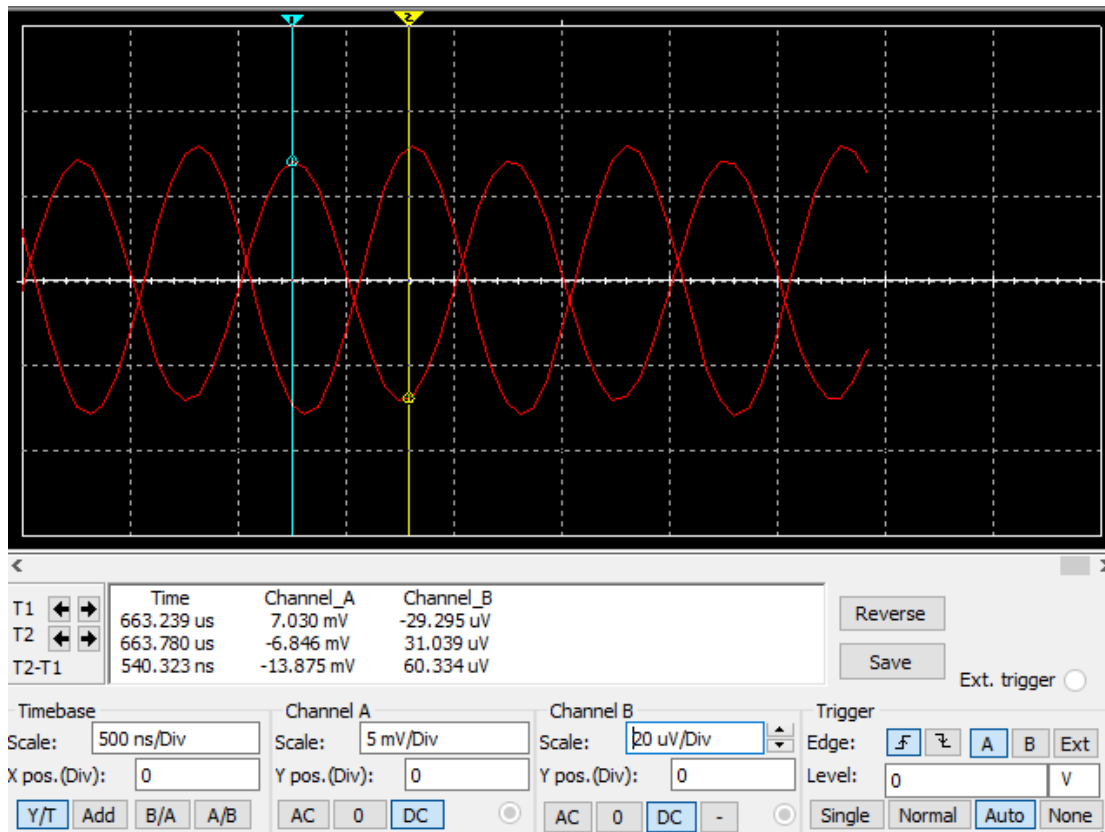 1 2
T1 T2 T2-T1
Time Channel_A Channel_B
663.239 us 7.030 mV -29.295 uV
663.780 us -6.846 mV 31.039 uV
540.323 ns -13.875 mV 60.334 uV
Reverse
Save
Ext. trigger
Timebase
Scale: 500 ns/Div
X pos.(Div): 0
Y/T Add B/A A/B
Channel A
Scale: 5 mV/Div
Y pos.(Div): 0
AC 0 DC
Channel B
Scale: 20 uV/Div
Y pos.(Div): 0
AC 0 DC -
Trigger
Edge: A B Ext
Level: 0 V
Single Normal Auto None